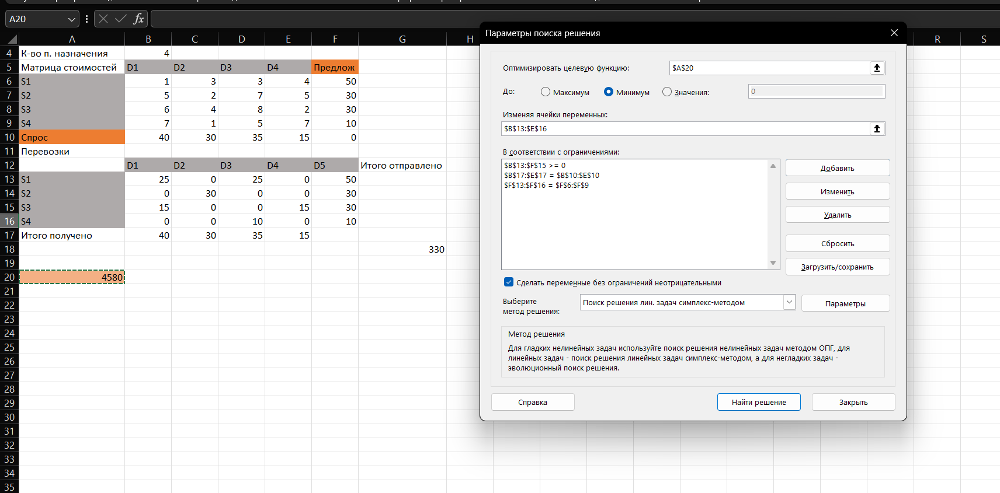 A20 fx
A B C D E F G H R S
Параметры поиска решения
4 К-во п. назначения 4
5 Матрица стоимостей D1 D2 D3 D4 Предлож
6 S1 1 3 3 4 50
7 S2 5 2 7 5 30
8 S3 6 4 8 2 30
9 S4 7 1 5 7 10
10 Спрос 40 30 35 15 0
11 Перевозки
12 D1 D2 D3 D4 D5 Итого отправлено
13 S1 25 0 25 0 50
14 S2 0 30 0 0 30
15 S3 15 0 0 15 30
16 S4 0 0 10 0 10
17 Итого получено 40 30 35 15
18 330
19
20 4580
21
22
23
24
25
26
27
28
29
30
31
32
33
34
35
Оптимизировать целевую функцию: $A$20
До: Максимум Минимум Значения: 0
Изменяя ячейки переменных:
$B$13:$E$16
В соответствии с ограничениями:
$B$13:$F$15 >= 0
$B$17:$E$17 = $B$10:$E$10
$F$13:$F$16 = $F$6:$F$9
Добавить
Изменить
Удалить
Сбросить
Загрузить/сохранить
Сделать переменные без ограничений неотрицательными
Выберите
метод решения:
Поиск решения лин. задач симплекс-методом
Параметры
Метод решения
Для гладких нелинейных задач используйте поиск решения нелинейных задач методом ОПГ, для
линейных задач - поиск решения линейных задач симплекс-методом, а для негладких задач -
эволюционный поиск решения.
Справка Найти решение Закрыть